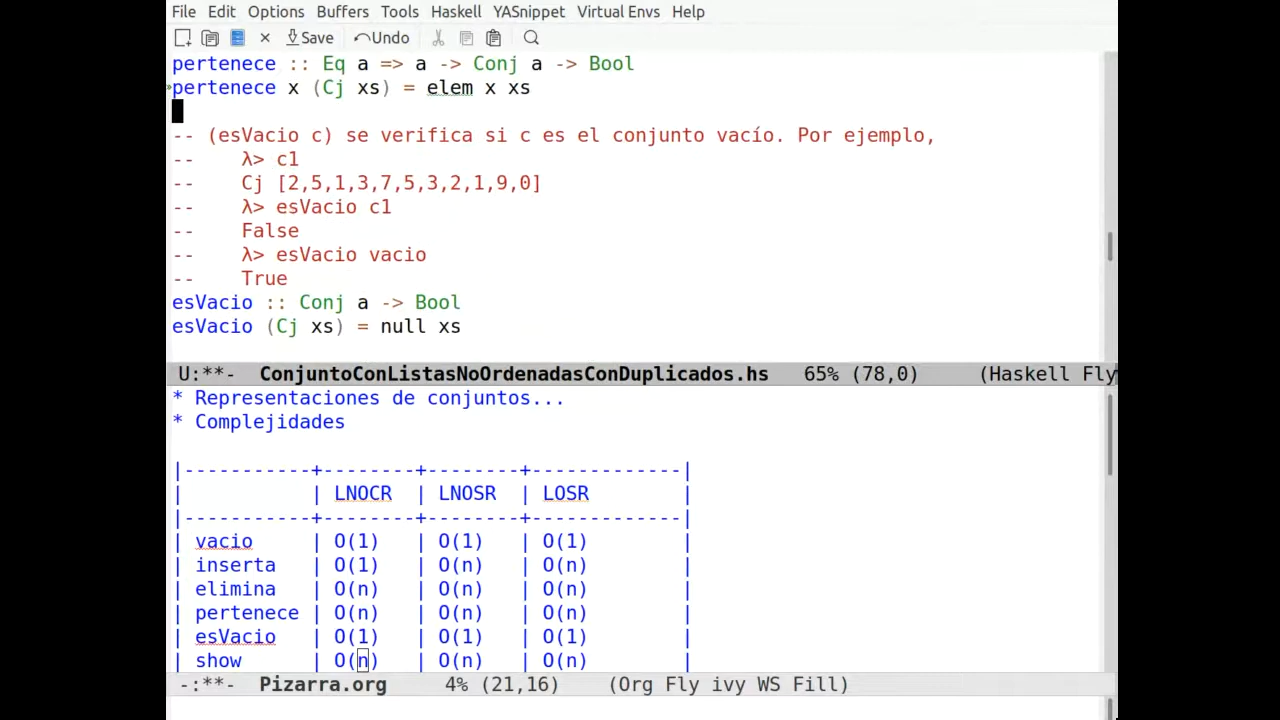 File Edit Options Buffers Tools Haskell YASnippet Virtual Envs Help
Save Undo
pertenece :: Eq a => a -> Conj a -> Bool
pertenece x (Cj xs) = elem x xs
-- (esVacio c) se verifica si c es el conjunto vacío. Por ejemplo,
--    λ> c1
--    Cj [2,5,1,3,7,5,3,2,1,9,0]
--    λ> esVacio c1
--    False
--    λ> esVacio vacio
--    True
esVacio :: Conj a -> Bool
esVacio (Cj xs) = null xs
U:**-  ConjuntoConListasNoOrdenadasConDuplicados.hs   65% (78,0)     (Haskell Fly
* Representaciones de conjuntos...
* Complejidades
|-----------+--------+--------+-------------|
|           | LNOCR  | LNOSR  | LOSR        |
|-----------+--------+--------+-------------|
| vacio     | O(1)   | O(1)   | O(1)        |
| inserta   | O(1)   | O(n)   | O(n)        |
| elimina   | O(n)   | O(n)   | O(n)        |
| pertenece | O(n)   | O(n)   | O(n)        |
| esVacio   | O(1)   | O(1)   | O(1)        |
| show      | O(n)   | O(n)   | O(n)        |
-:**-  Pizarra.org     4% (21,16)    (Org Fly ivy WS Fill)